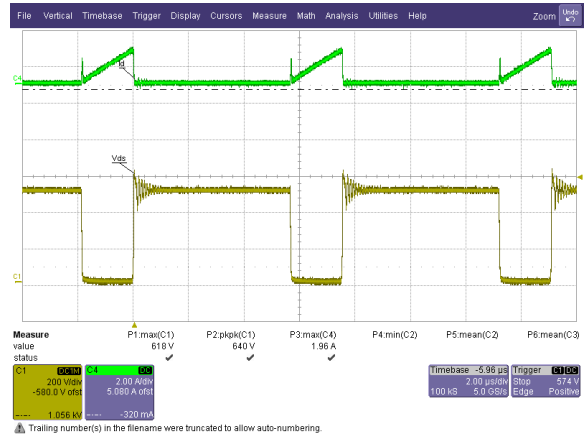 File Vertical Timebase Trigger Display Cursors Measure Math Analysis Utilities Help Zoom Undo
C4
Id
Vds
C1
Measure P1:max(C1) P2:pkpk(C1) P3:max(C4) P4:min(C2) P5:mean(C2) P6:mean(C3)
value 618 V 640 V 1.96 A
status
C1 DC1M C4 DC Timebase -5.96 µs Trigger C1 DC
200 V/div 2.00 A/div 2.00 µs/div Stop 574 V
-580.0 V ofst 5.080 A ofst 100 kS 5.0 GS/s Edge Positive
1.056 kV -320 mA
Trailing number(s) in the filename were truncated to allow auto-numbering.